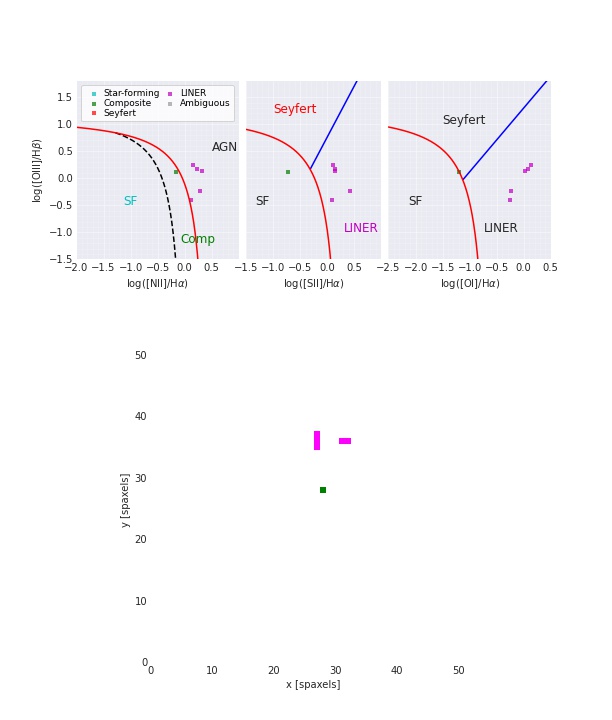 Star-forming
Composite
Seyfert
LINER
Ambiguous
AGN
SF
Comp
1.5
1.0
0.5
0.0
−0.5
−1.0
−1.5
log([OIII]/Hβ)
−2.0 −1.5 −1.0 −0.5 0.0 0.5
log([NII]/Hα)
Seyfert
SF
LINER
−1.0 −0.5 0.0 0.5
log([SII]/Hα)
Seyfert
SF
LINER
−2.5 −2.0 −1.5 −1.0 −0.5 0.0 0.5
log([OI]/Hα)
50
40
30
20
10
0
y [spaxels]
0 10 20 30 40 50
x [spaxels]